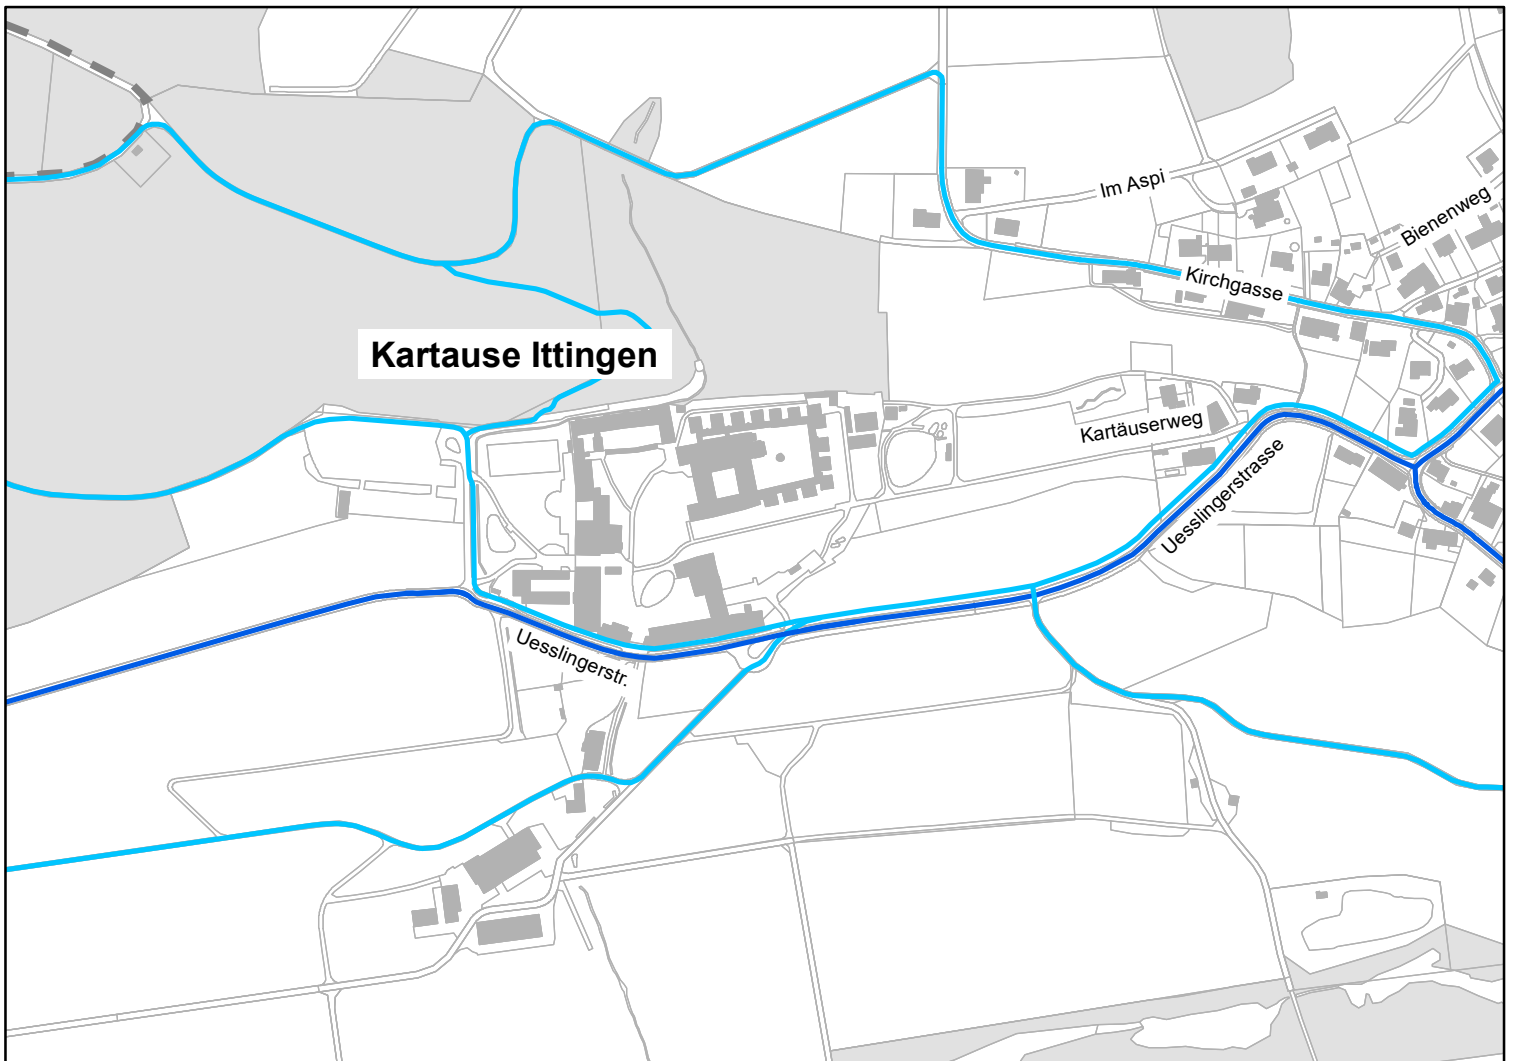 Im Aspi
Bienenweg
Kirchgasse
Kartause Ittingen
Kartäuserweg
Uesslingerstrasse
Uesslingerstr.